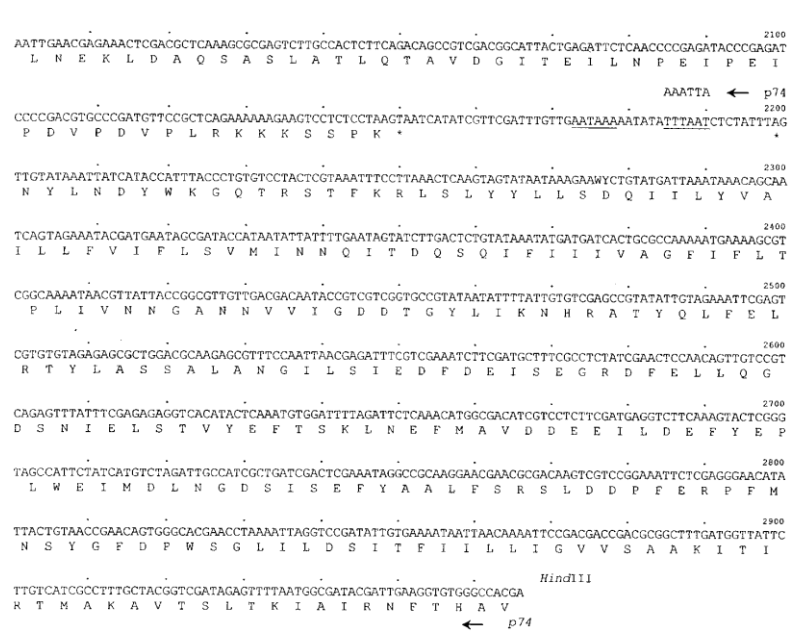 2100
AATTGAACGAGAAACTCGACGCTCAAAGCGCGAGTCTTGCCACTCTTCAGACAGCCGTCGACGGCATTACTGAGATTCTCAACCCCGAGATACCCGAGAT
L N E K L D A Q S A S L A T L Q T A V D G I T E I L N P E I P E I
AAATTA ← p74
2200
CCCCGACGTGCCCGATGTTCCGCTCAGAAAAAAGAAGTCCTCTCCTAAGTAATCATATCGTTCGATTTGTTGAATAAAAATATATTTAATCTCTATTTAG
P D V P D V P L R K K K S S P K * *
2300
TTGTATAAATTATCATACCATTTACCCTGTGTCCTACTCGTAAATTTCCTTAAACTCAAGTAGTATAATAAAGAAWYCTGTATGATTAAATAAACAGCAA
N Y L N D Y W K G Q T R S T F K R L S L Y Y L L S D Q I I L Y V A
2400
TCAGTAGAAATACGATGAATAGCGATACCATAATATTATTTTGAATAGTATCTTGACTCTGTATAAATATGATGATCACTGCGCCAAAAATGAAAAGCGT
I L L F V I F L S V M I N N Q I T D Q S Q I F I I I V A G F I F L T
2500
CGGCAAAATAACGTTATTACCGGCGTTGTTGACGACAATACCGTCGTCGGTGCCGTATAATATTTTATTGTGTCGAGCCGTATATTGTAGAAATTCGAGT
P L I V N N G A N N V V I G D D T G Y L I K N H R A T Y Q L F E L
2600
CGTGTGTAGAGAGCGCTGGACGCAAGAGCGTTTCCAATTAACGAGATTTCGTCGAAATCTTCGATGCTTTCGCCTCTATCGAACTCCAACAGTTGTCCGT
R T Y L A S S A L A N G I L S I E D F D E I S E G R D F E L L Q G
2700
CAGAGTTTATTTCGAGAGAGGTCACATACTCAAATGTGGATTTTAGATTCTCAAACATGGCGACATCGTCCTCTTCGATGAGGTCTTCAAAGTACTCGGG
D S N I E L S T V Y E F T S K L N E F M A V D D E E I L D E F Y E P
2800
TAGCCATTCTATCATGTCTAGATTGCCATCGCTGATCGACTCGAAATAGGCCGCAAGGAACGAACGCGACAAGTCGTCCGGAAATTCTCGAGGGAACATA
L W E I M D L N G D S I S E F Y A A L F S R S L D D P F E R P F M
2900
TTACTGTAACCGAACAGTGGGCACGAACCTAAAATTAGGTCCGATATTGTGAAAATAATTAACAAAATTCCGACGACCGACGCGGCTTTGATGGTTATTC
N S Y G F D P W S G L I L D S I T F I I L L I G V V S A A K I T I
HindIII
TTGTCATCGCCTTTGCTACGGTCGATAGAGTTTTAATGGCGATACGATTGAAGGTGTGGGCCACGA
R T M A K A V T S L T K I A I R N F T H A V
← p74